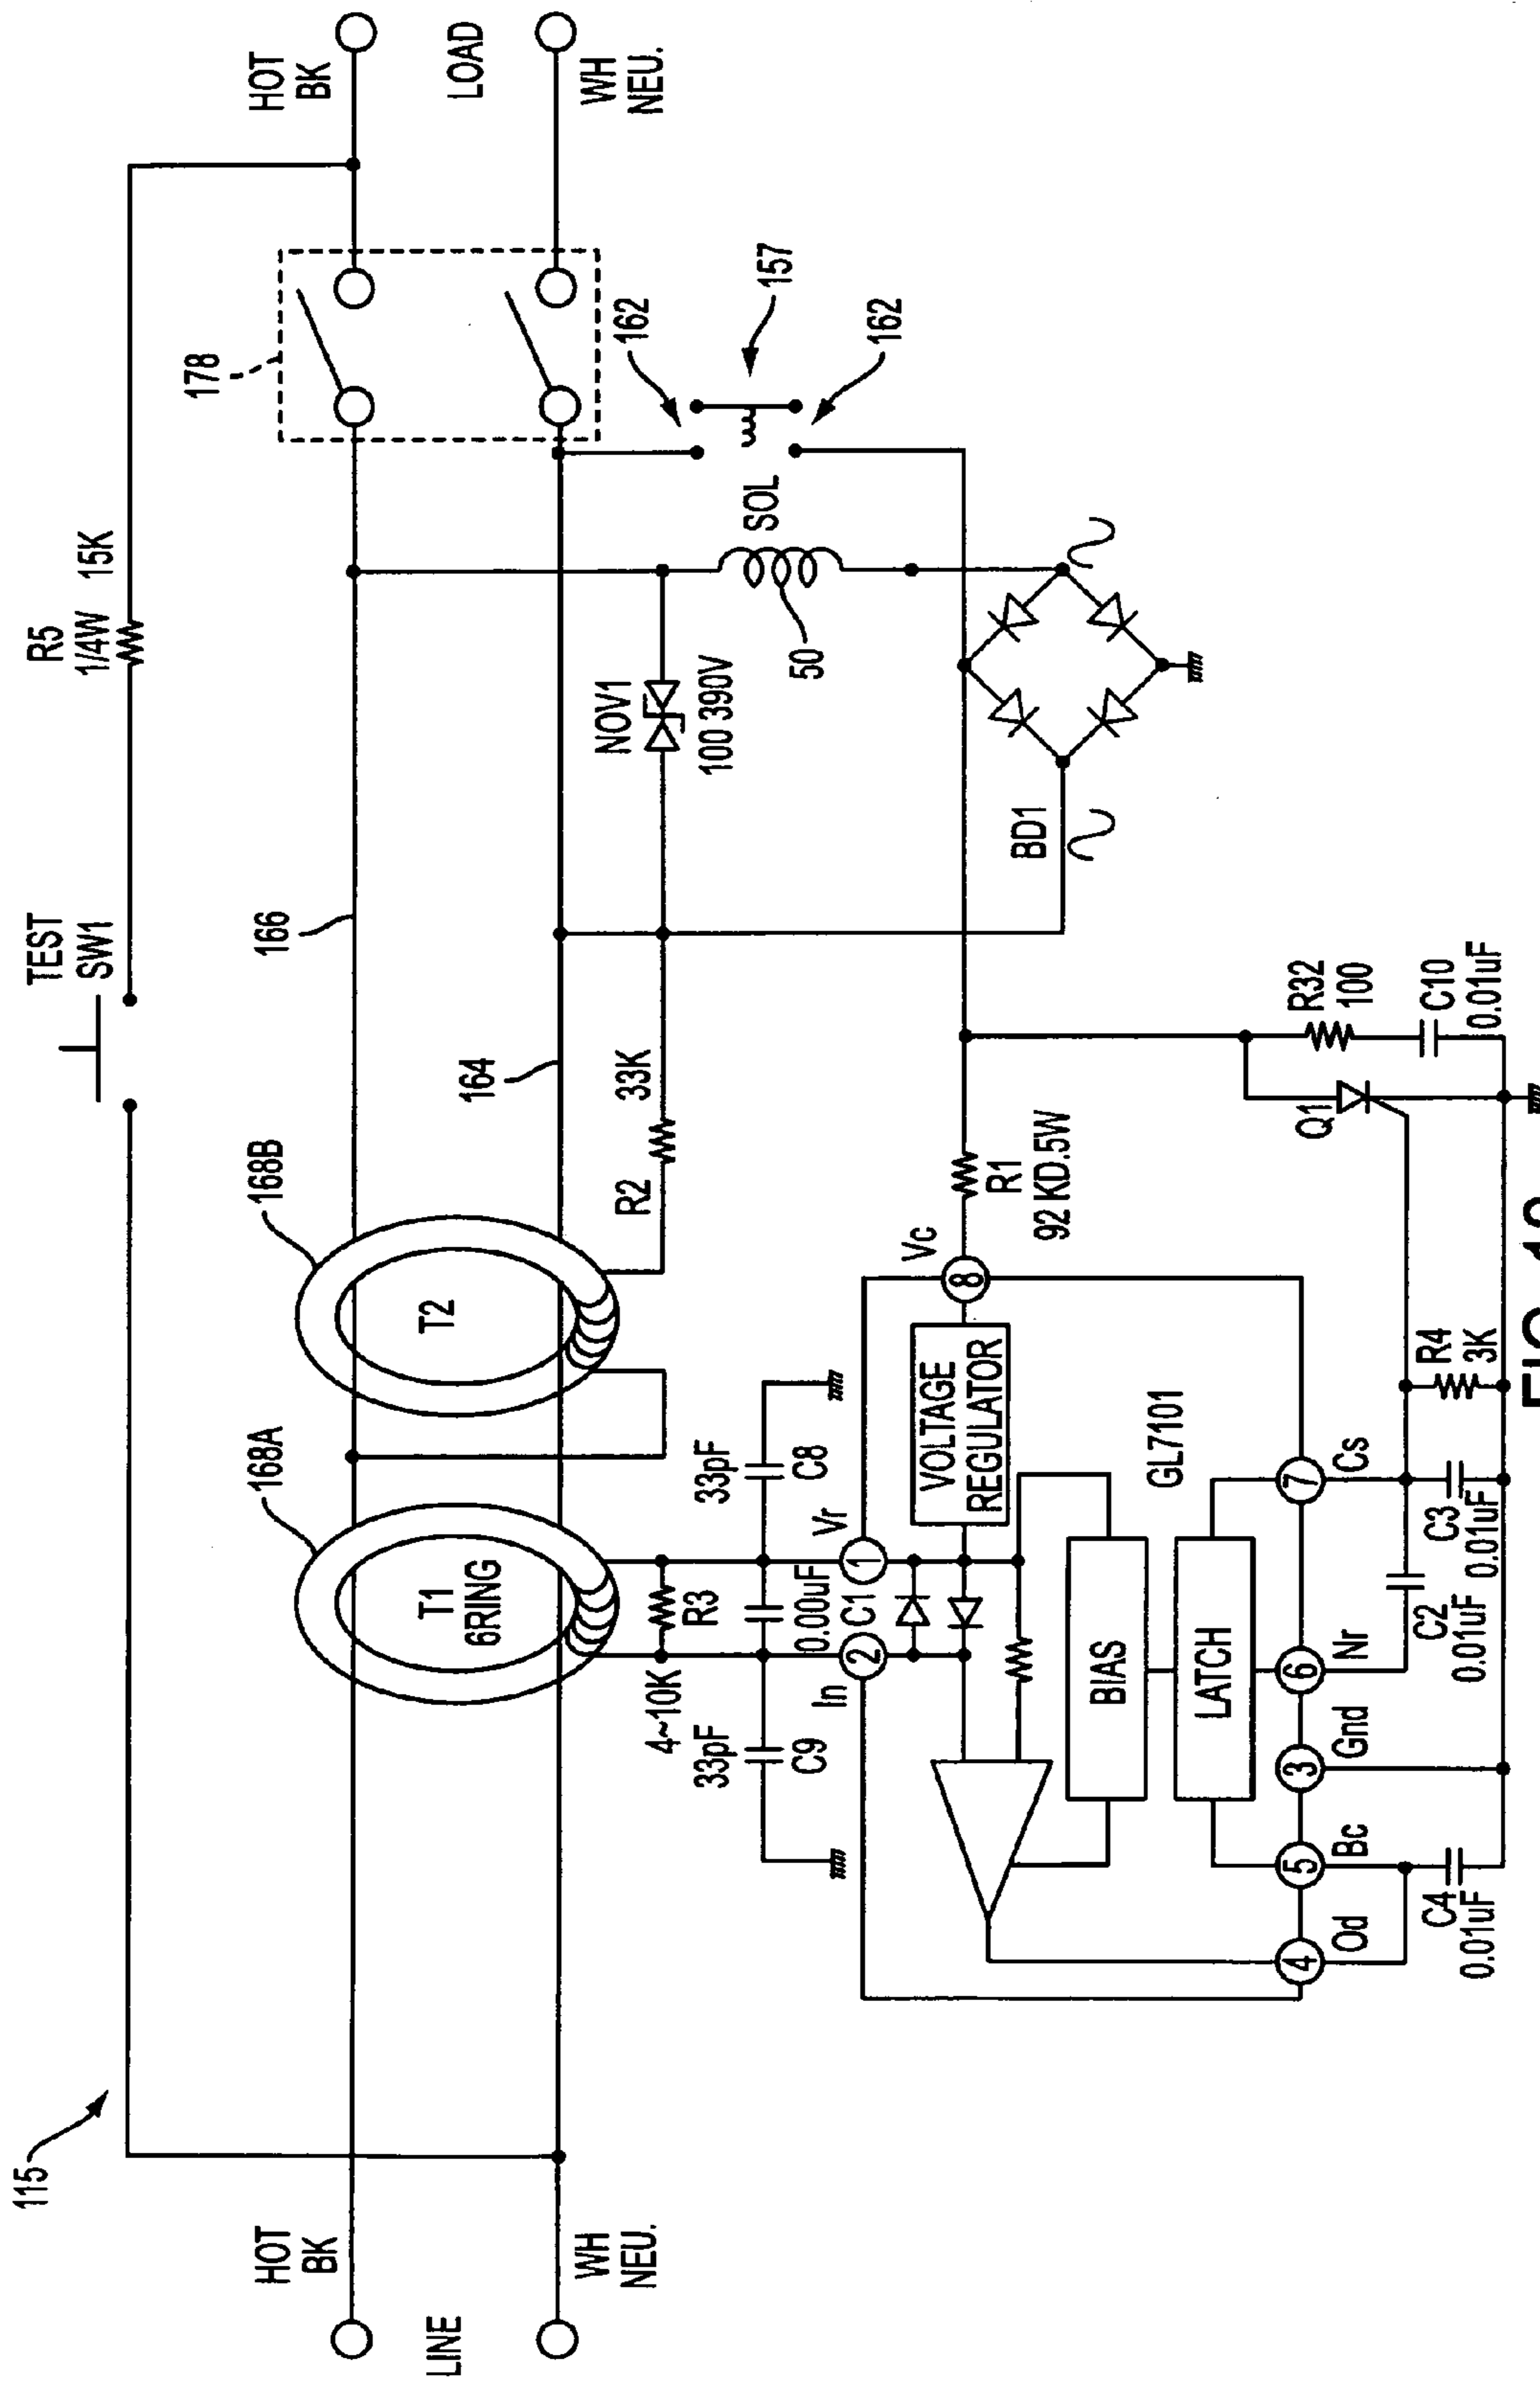 115
HOT
BK
LINE
WH
NEU.
TEST
SW1
R5
1/4W
15K
HOT
BK
LOAD
WH
NEU.
178
166
164
168A
168B
T1
6RING
T2
R2
33K
NOV1
100 390V
50
SOL
162
157
162
BD1
4~10K
R3
33pF
C9
33pF
C8
0.00uF
C1
In
2
1
Vr
8
Vc
R1
92 KD.5W
VOLTAGE
REGULATOR
BIAS
LATCH
GL7101
4
Od
5
Bc
3
Gnd
6
Nr
7
Cs
C4
0.01uF
C2
0.01uF
C3
0.01uF
R4
3K
Q1
R32
100
C10
0.01uF